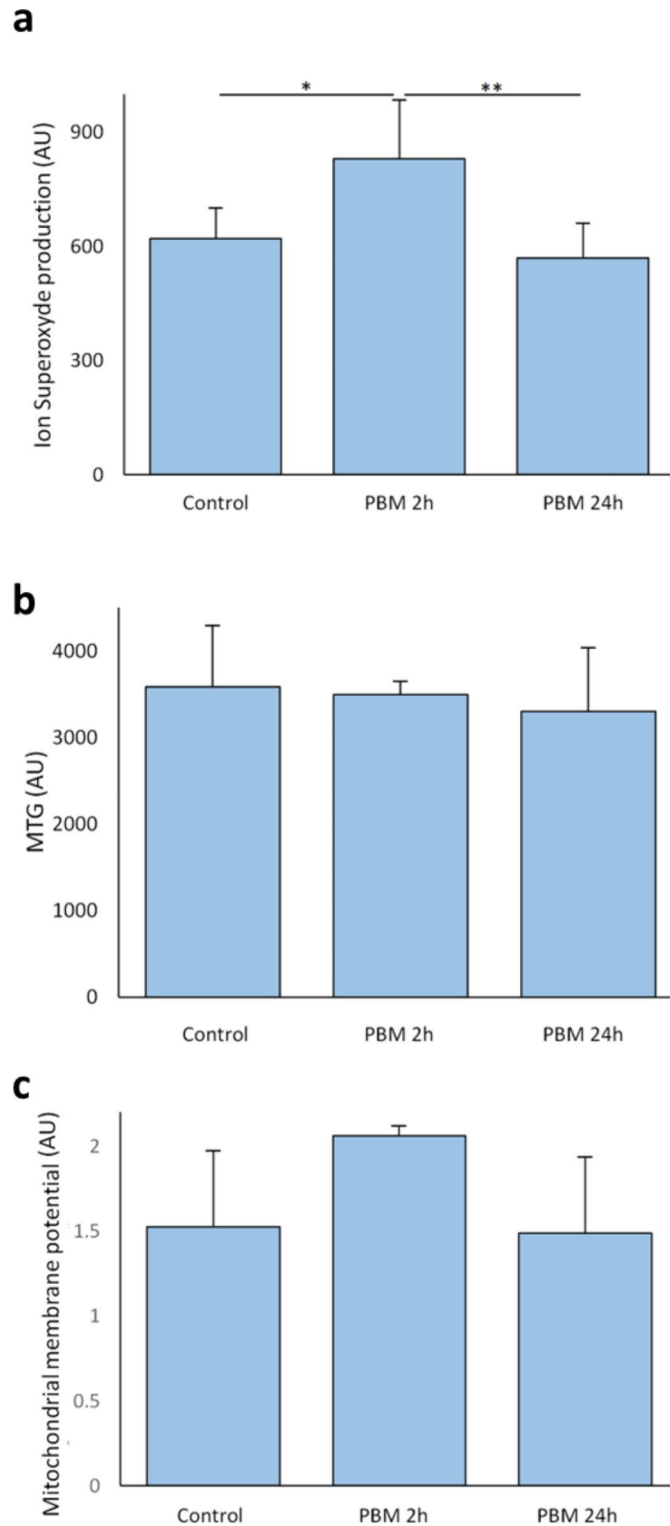 a
Ion Superoxyde production (AU)
* **
900
600
300
0
Control PBM 2h PBM 24h
b
MTG (AU)
4000
3000
2000
1000
0
Control PBM 2h PBM 24h
c
Mitochondrial membrane potential (AU)
2
1.5
1
0.5
0
Control PBM 2h PBM 24h